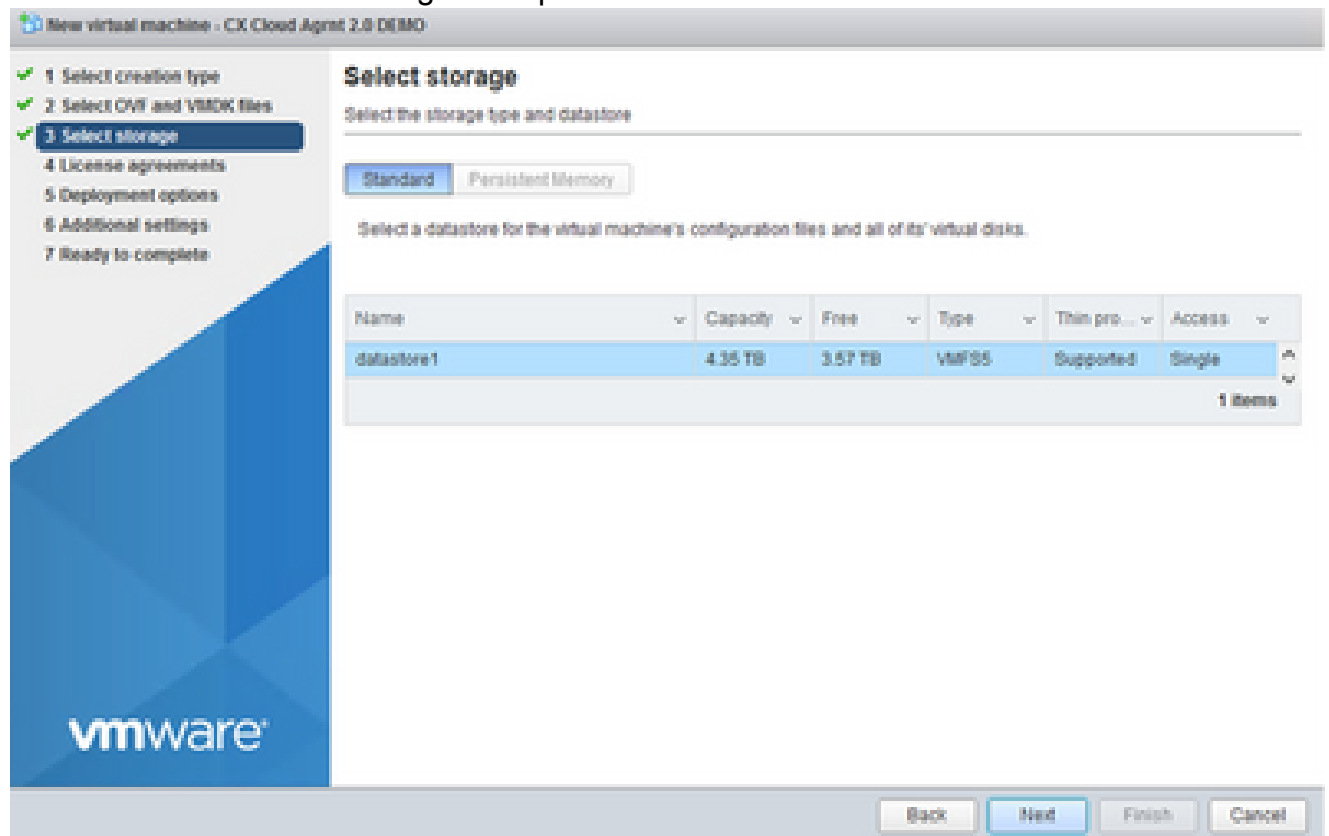 New virtual machine - CX Cloud Agrnt 2.0 DEMO
1 Select creation type
2 Select OVF and VMDK files
3 Select storage
4 License agreements
5 Deployment options
6 Additional settings
7 Ready to complete
vmware
Select storage
Select the storage type and datastore
Standard Persistent Memory
Select a datastore for the virtual machine's configuration files and all of its' virtual disks.
Name Capacity Free Type Thin pro... Access
datastore1 4.35 TB 3.57 TB VMFS5 Supported Single
1 items
Back Next Finish Cancel